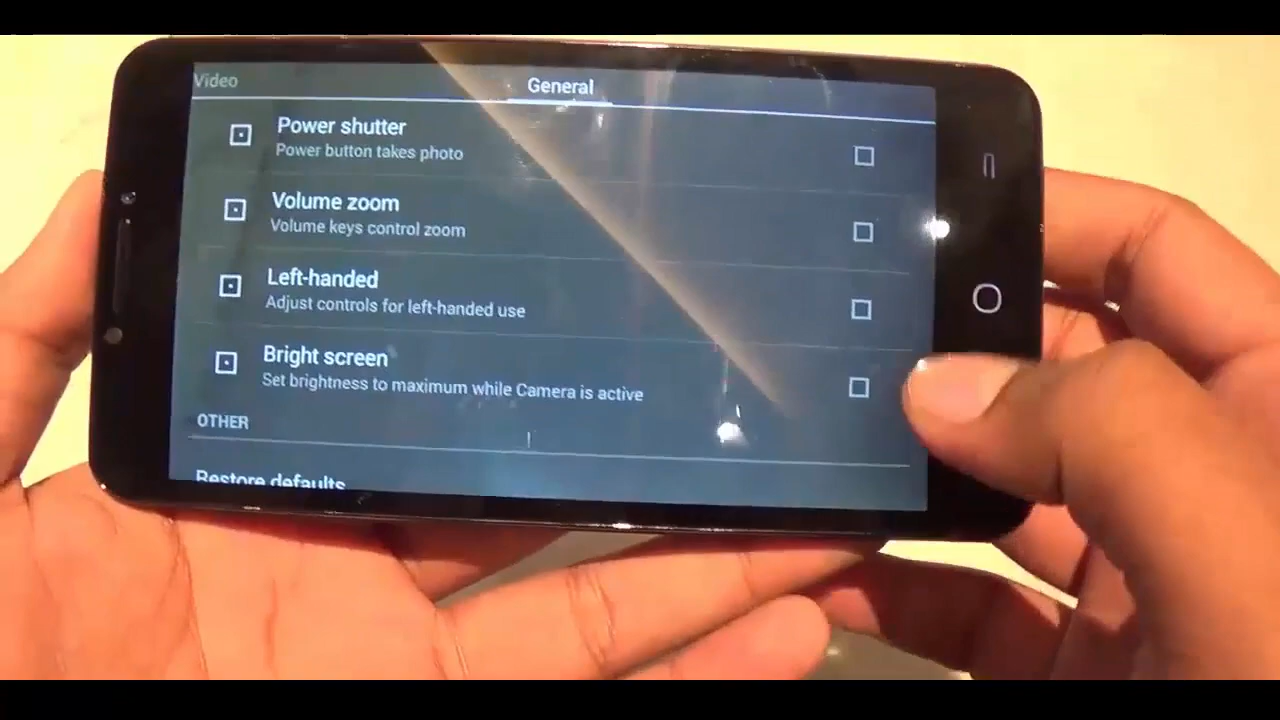 Video
General
Power shutter
Power button takes photo
Volume zoom
Volume keys control zoom
Left-handed
Adjust controls for left-handed use
Bright screen
Set brightness to maximum while Camera is active
OTHER
Restore defaults